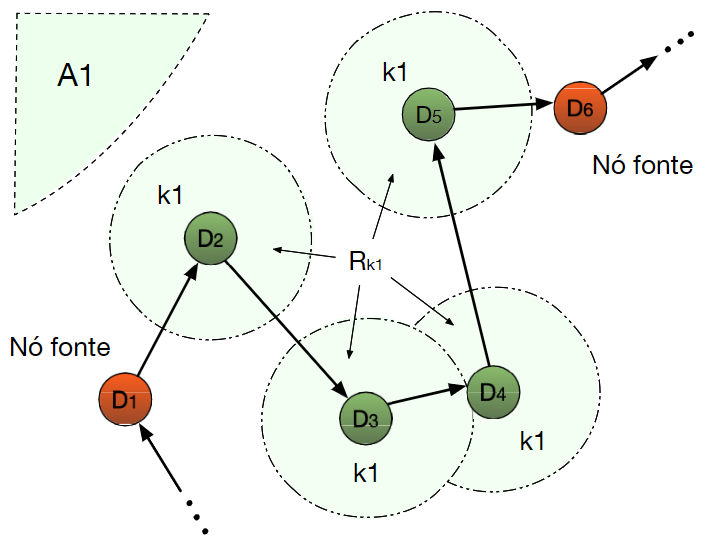 A1
k1
D5
D6
Nó fonte
k1
D2
Rk1
Nó fonte
D1
D3
D4
k1
k1